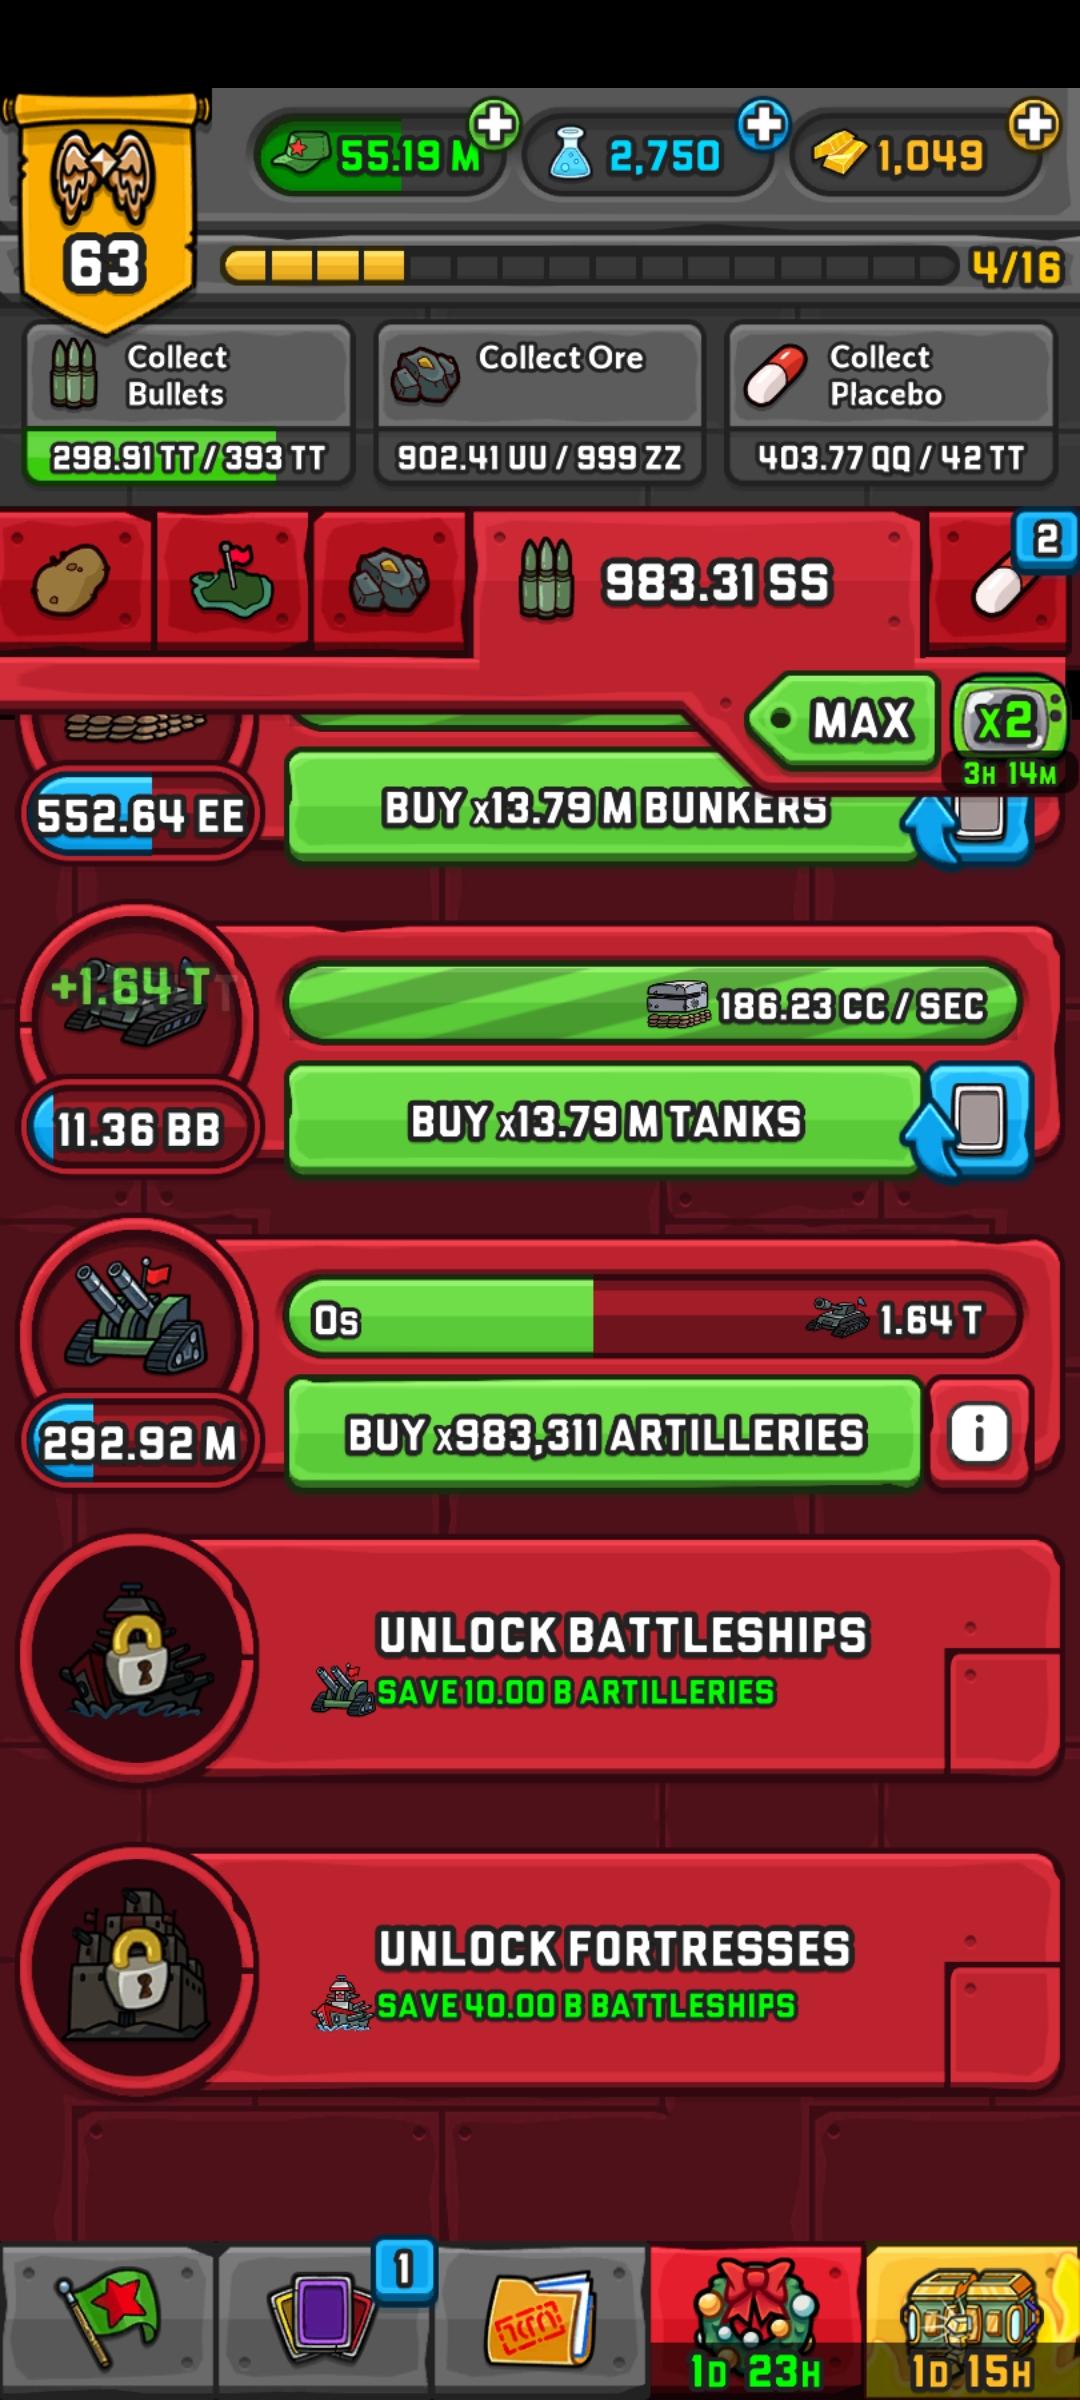 55.19 M
2,750
1,049
63
4/16
Collect
Bullets
298.91 TT / 393 TT
Collect Ore
902.41 UU / 999 ZZ
Collect
Placebo
403.77 QQ / 42 TT
983.31 SS
2
MAX
x2
3H 14M
552.64 EE
BUY x13.79 M BUNKERS
+1.64 T
186.23 CC / SEC
11.36 BB
BUY x13.79 M TANKS
0s
1.64 T
292.92 M
BUY x983,311 ARTILLERIES
i
UNLOCK BATTLESHIPS
SAVE 10.00 B ARTILLERIES
UNLOCK FORTRESSES
SAVE 40.00 B BATTLESHIPS
1
1D 23H
1D 15H